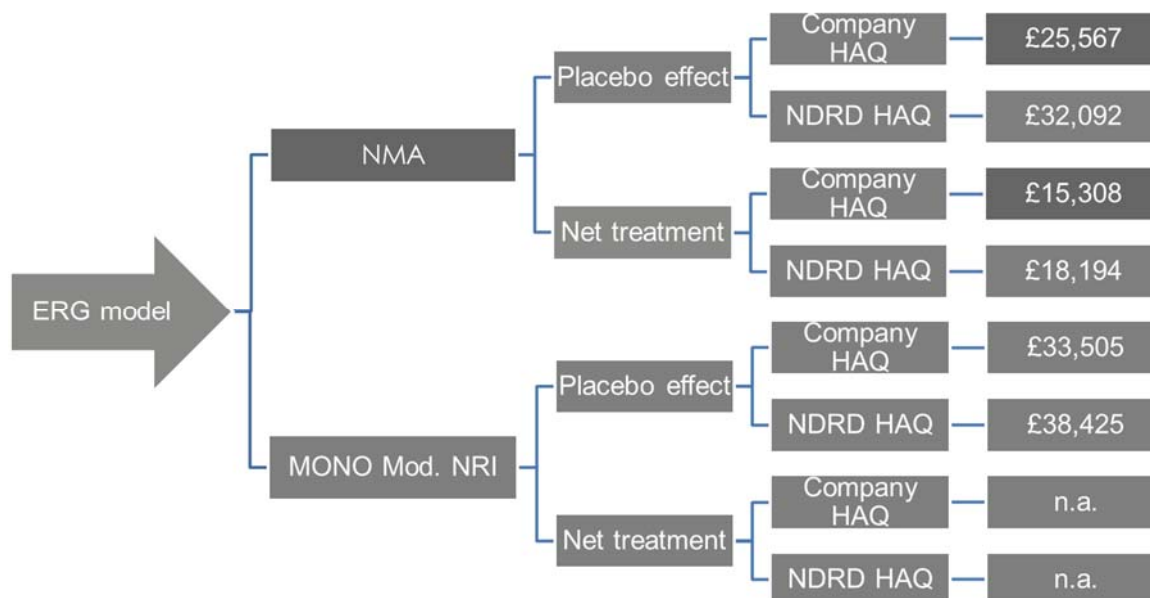 ERG model
NMA
Placebo effect
Company
HAQ
£25,567
NDRD HAQ
£32,092
Net treatment
Company
HAQ
£15,308
NDRD HAQ
£18,194
MONO Mod. NRI
Placebo effect
Company
HAQ
£33,505
NDRD HAQ
£38,425
Net treatment
Company
HAQ
n.a.
NDRD HAQ
n.a.